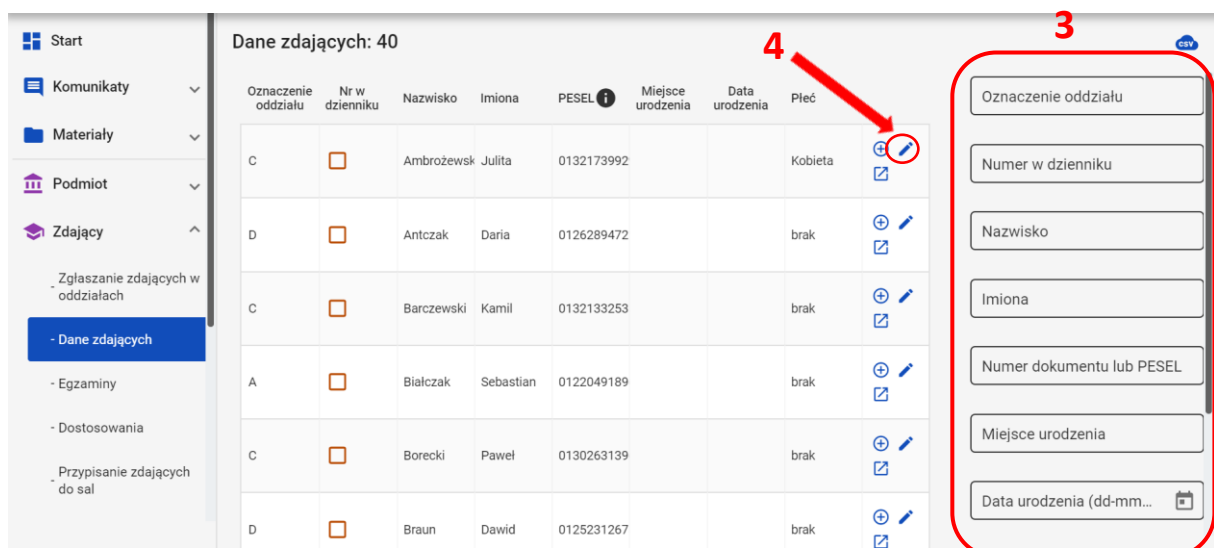 Start
Komunikaty
Materiały
Podmiot
Zdający
- Zgłaszanie zdających w
oddziałach
- Dane zdających
- Egzaminy
- Dostosowania
- Przypisanie zdających
do sal
Dane zdających: 40
4
3
csv
Oznaczenie oddziału Nr w dzienniku Nazwisko Imiona PESEL i Miejsce urodzenia Data urodzenia Płeć
C Ambrożewsk Julita 0132173992 Kobieta
D Antczak Daria 0126289472 brak
C Barczewski Kamil 0132133253 brak
A Białczak Sebastian 0122049189 brak
C Borecki Paweł 0130263139 brak
D Braun Dawid 0125231267 brak
Oznaczenie oddziału
Numer w dzienniku
Nazwisko
Imiona
Numer dokumentu lub PESEL
Miejsce urodzenia
Data urodzenia (dd-mm...